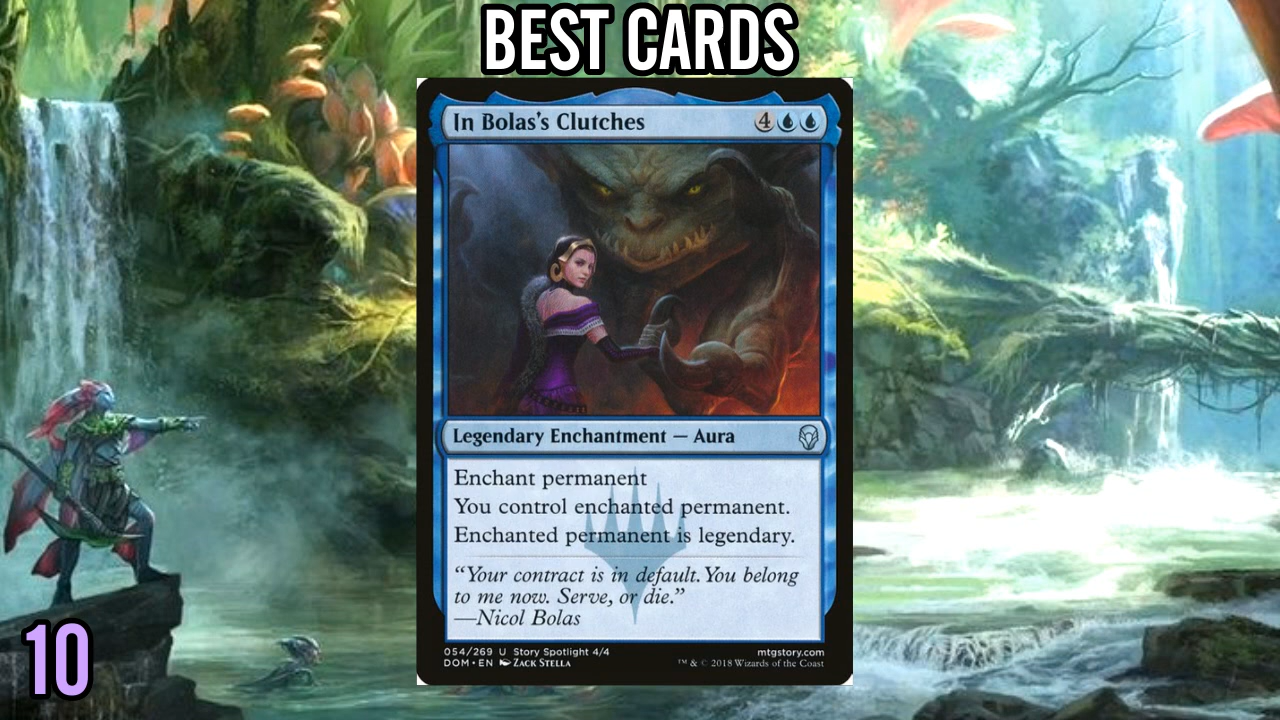 BEST CARDS
In Bolas's Clutches 4
Legendary Enchantment — Aura
Enchant permanent
You control enchanted permanent.
Enchanted permanent is legendary.
"Your contract is in default. You belong
to me now. Serve, or die."
—Nicol Bolas
054/269 U Story Spotlight 4/4
mtgstory.com
DOM • EN Zack Stella
™ & © 2018 Wizards of the Coast
10